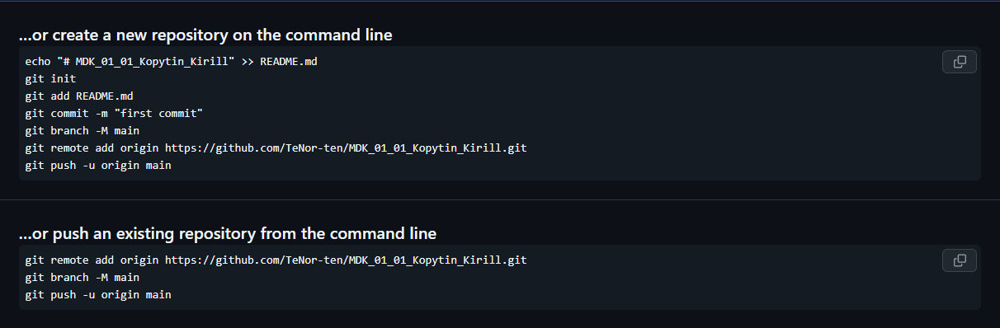 ...or create a new repository on the command line
echo "# MDK_01_01_Kopytin_Kirill" >> README.md
git init
git add README.md
git commit -m "first commit"
git branch -M main
git remote add origin https://github.com/TeNor-ten/MDK_01_01_Kopytin_Kirill.git
git push -u origin main
...or push an existing repository from the command line
git remote add origin https://github.com/TeNor-ten/MDK_01_01_Kopytin_Kirill.git
git branch -M main
git push -u origin main